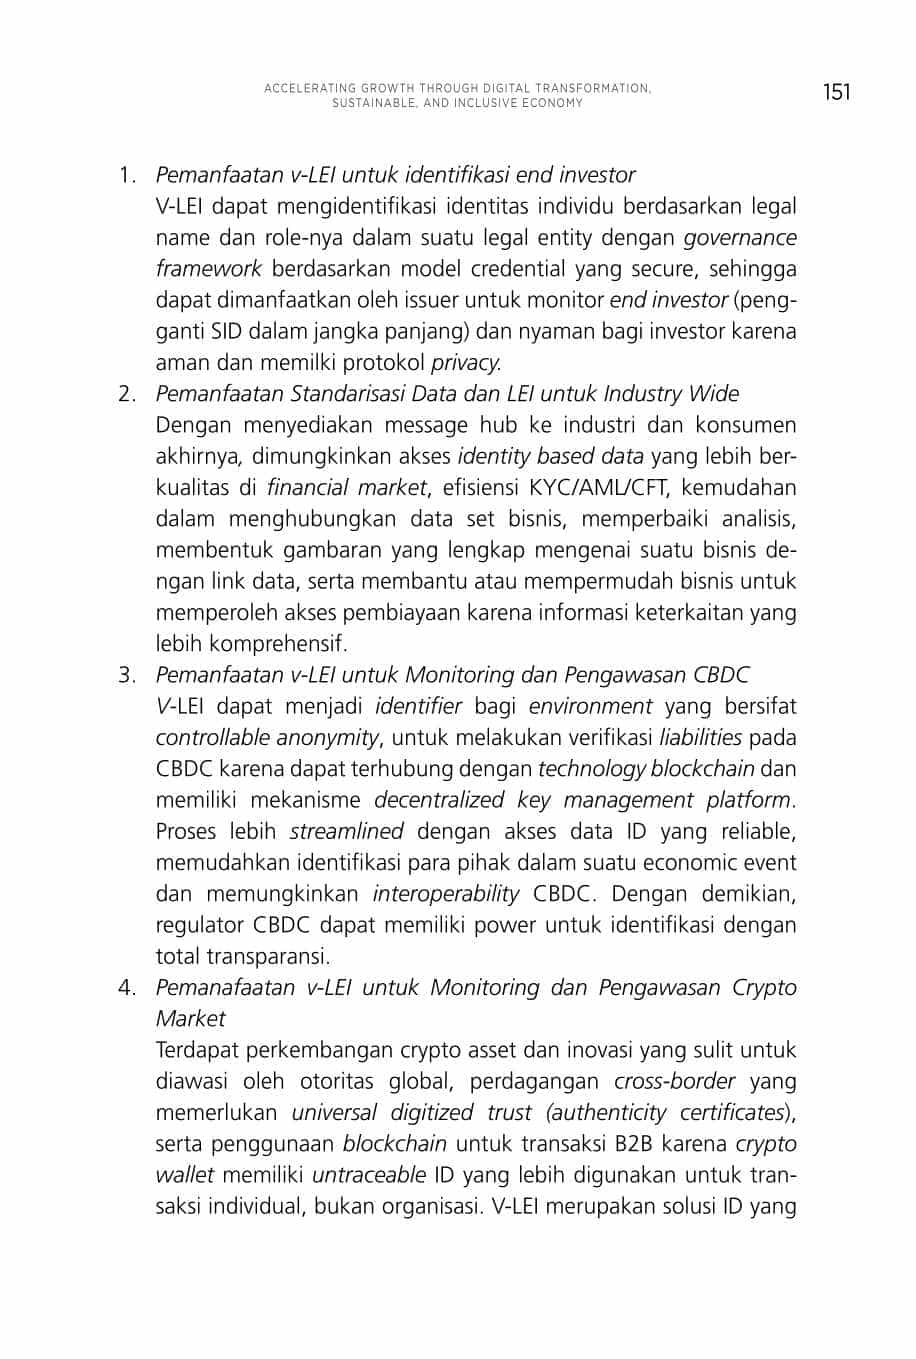 ACCELERATING GROWTH THROUGH DIGITAL TRANSFORMATION,
SUSTAINABLE, AND INCLUSIVE ECONOMY
151
1. Pemanfaatan v-LEI untuk identifikasi end investor
V-LEI dapat mengidentifikasi identitas individu berdasarkan legal
name dan role-nya dalam suatu legal entity dengan governance
framework berdasarkan model credential yang secure, sehingga
dapat dimanfaatkan oleh issuer untuk monitor end investor (peng-
ganti SID dalam jangka panjang) dan nyaman bagi investor karena
aman dan memilki protokol privacy.
2. Pemanfaatan Standarisasi Data dan LEI untuk Industry Wide
Dengan menyediakan message hub ke industri dan konsumen
akhirnya, dimungkinkan akses identity based data yang lebih ber-
kualitas di financial market, efisiensi KYC/AML/CFT, kemudahan
dalam menghubungkan data set bisnis, memperbaiki analisis,
membentuk gambaran yang lengkap mengenai suatu bisnis de-
ngan link data, serta membantu atau mempermudah bisnis untuk
memperoleh akses pembiayaan karena informasi keterkaitan yang
lebih komprehensif.
3. Pemanfaatan v-LEI untuk Monitoring dan Pengawasan CBDC
V-LEI dapat menjadi identifier bagi environment yang bersifat
controllable anonymity, untuk melakukan verifikasi liabilities pada
CBDC karena dapat terhubung dengan technology blockchain dan
memiliki mekanisme decentralized key management platform.
Proses lebih streamlined dengan akses data ID yang reliable,
memudahkan identifikasi para pihak dalam suatu economic event
dan memungkinkan interoperability CBDC. Dengan demikian,
regulator CBDC dapat memiliki power untuk identifikasi dengan
total transparansi.
4. Pemanafaatan v-LEI untuk Monitoring dan Pengawasan Crypto
Market
Terdapat perkembangan crypto asset dan inovasi yang sulit untuk
diawasi oleh otoritas global, perdagangan cross-border yang
memerlukan universal digitized trust (authenticity certificates),
serta penggunaan blockchain untuk transaksi B2B karena crypto
wallet memiliki untraceable ID yang lebih digunakan untuk tran-
saksi individual, bukan organisasi. V-LEI merupakan solusi ID yang